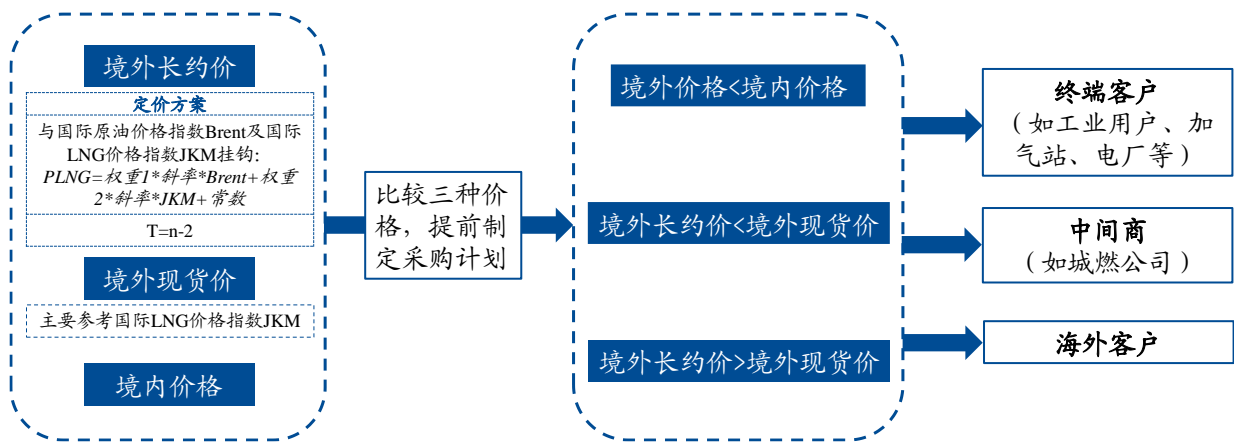 境外长约价
定价方案
与国际原油价格指数Brent及国际
LNG价格指数JKM挂钩:
PLNG=权重1*斜率*Brent+权重
2*斜率*JKM+常数
T=n-2
境外现货价
主要参考国际LNG价格指数JKM
境内价格
比较三种价
格，提前制
定采购计划
境外价格<境内价格
境外长约价<境外现货价
境外长约价>境外现货价
终端客户
（如工业用户、加
气站、电厂等）
中间商
（如城燃公司）
海外客户